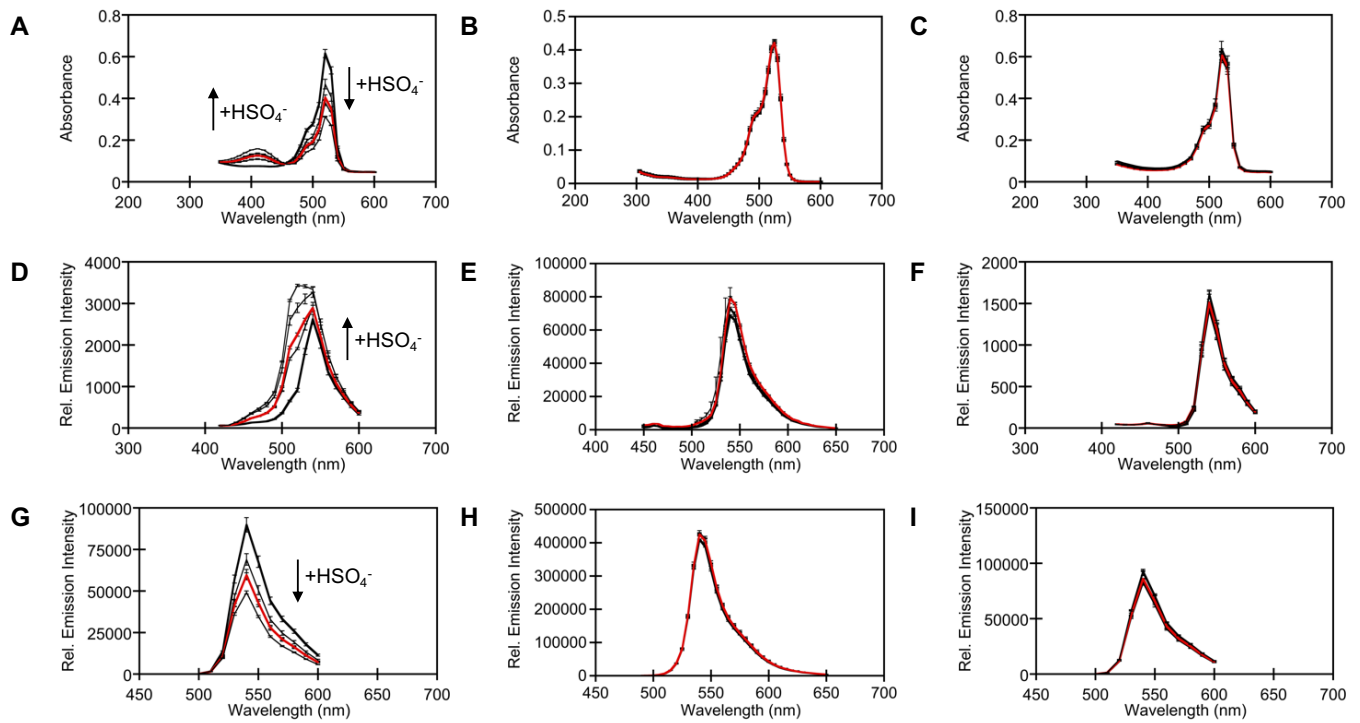 A
Absorbance
0.8
0.6
0.4
0.2
0
+HSO₄⁻
+HSO₄⁻
200 300 400 500 600 700
Wavelength (nm)
B
Absorbance
0.5
0.4
0.3
0.2
0.1
0
200 300 400 500 600 700
Wavelength (nm)
C
Absorbance
0.8
0.6
0.4
0.2
0
200 300 400 500 600 700
Wavelength (nm)
D
Rel. Emission Intensity
4000
3000
2000
1000
0
+HSO₄⁻
300 400 500 600 700
Wavelength (nm)
E
Rel. Emission Intensity
100000
80000
60000
40000
20000
0
400 450 500 550 600 650 700
Wavelength (nm)
F
Rel. Emission Intensity
2000
1500
1000
500
0
300 400 500 600 700
Wavelength (nm)
G
Rel. Emission Intensity
100000
75000
50000
25000
0
+HSO₄⁻
450 500 550 600 650 700
Wavelength (nm)
H
Rel. Emission Intensity
500000
400000
300000
200000
100000
0
450 500 550 600 650 700
Wavelength (nm)
I
Rel. Emission Intensity
150000
100000
50000
0
450 500 550 600 650 700
Wavelength (nm)